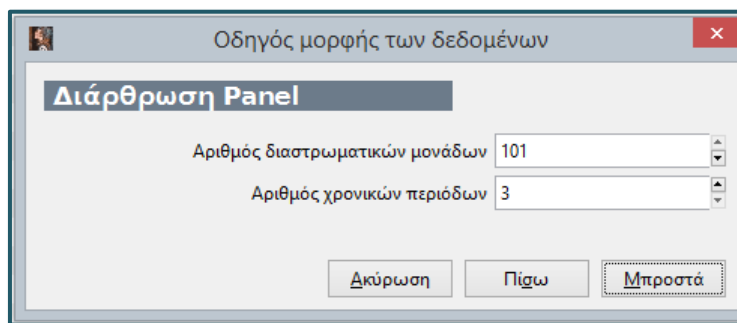 Οδηγός μορφής των δεδομένων
Διάρθρωση Panel
Αριθμός διαστρωματικών μονάδων 101
Αριθμός χρονικών περιόδων 3
Ακύρωση Πίσω Μπροστά